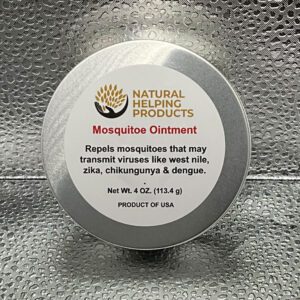 NATURAL
HELPING
PRODUCTS
Mosquitoe Ointment
Repels mosquitoes that may
transmit viruses like west nile,
zika, chikungunya & dengue.
.
Net Wt. 4 OZ. (113.4 g)
PRODUCT OF USA